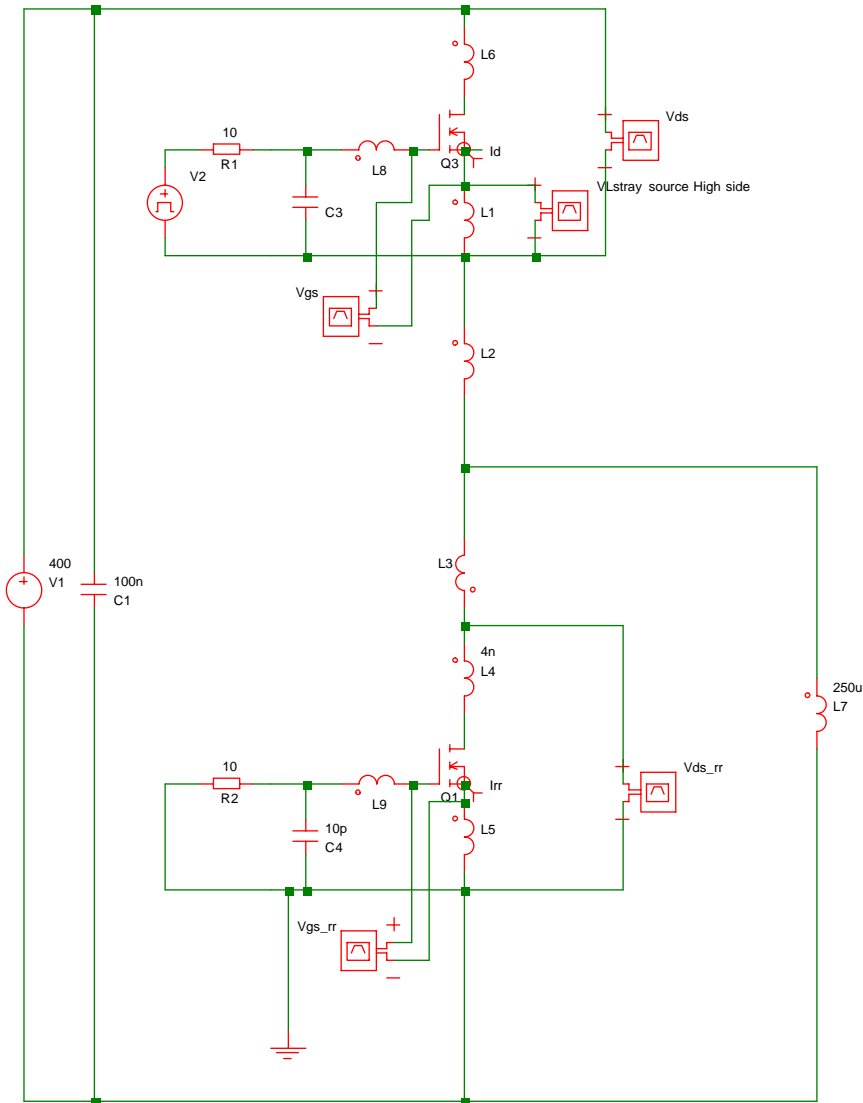 L6
10
R1
V2
L8
Q3
Id
Vds
VLstray source High side
C3
L1
Vgs
L2
L3
400
V1
100n
C1
4n
L4
250u
L7
10
R2
L9
Q1
Irr
Vds_rr
10p
C4
L5
Vgs_rr